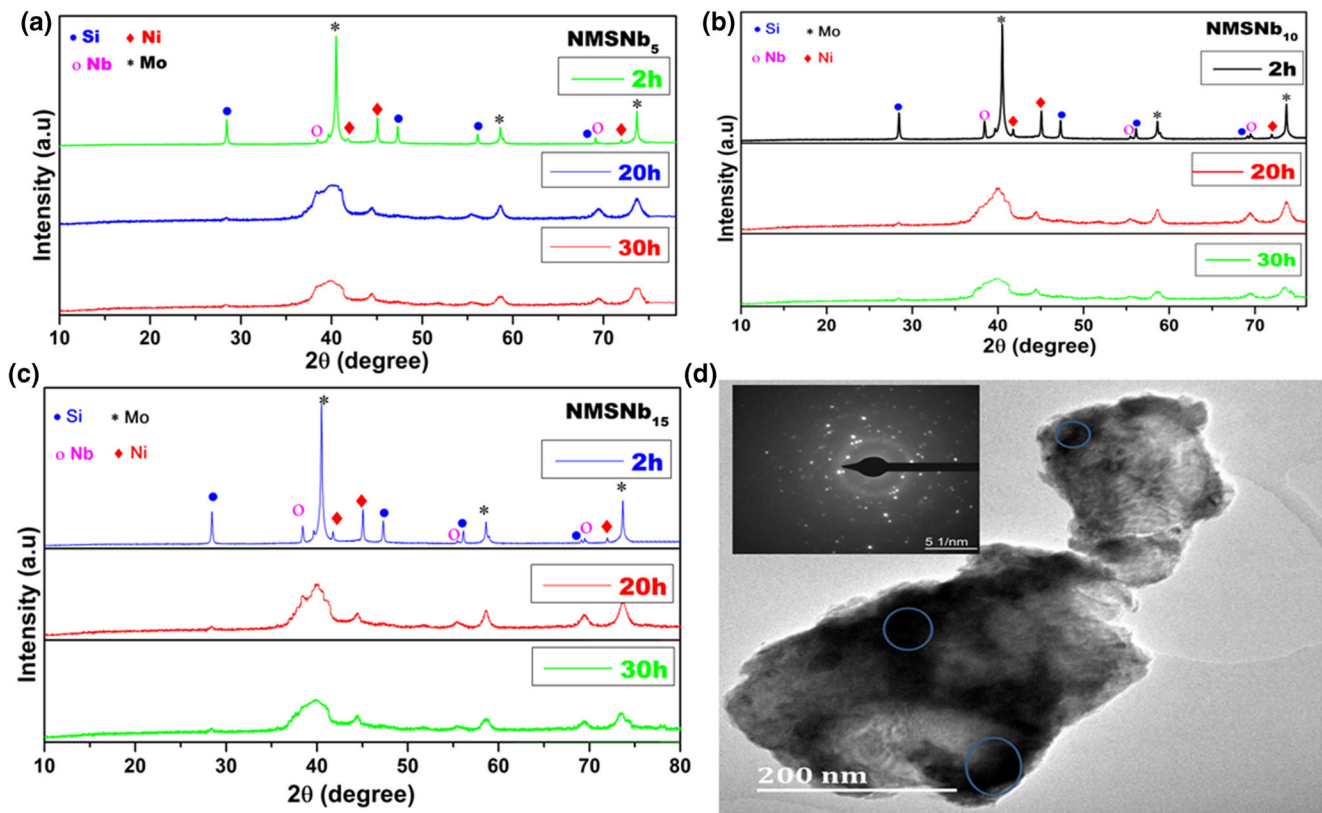 (a)
● Si ♦ Ni
○ Nb * Mo
NMSNb₅
2h
20h
30h
Intensity (a.u)
10 20 30 40 50 60 70
2θ (degree)
(b)
● Si * Mo
○ Nb ♦ Ni
NMSNb₁₀
2h
20h
30h
Intensity (a.u)
10 20 30 40 50 60 70
2θ (degree)
(c)
● Si * Mo
○ Nb ♦ Ni
NMSNb₁₅
2h
20h
30h
Intensity (a.u)
10 20 30 40 50 60 70 80
2θ (degree)
(d)
5 1/nm
200 nm